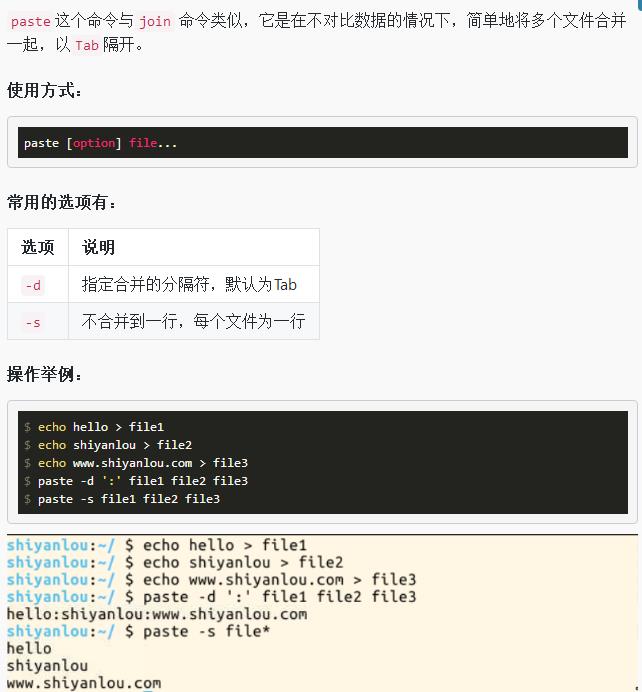 paste 这个命令与 join 命令类似，它是在不对比数据的情况下，简单地将多个文件合并
一起，以 Tab 隔开。
使用方式：
paste [option] file...
常用的选项有：
选项 说明
-d 指定合并的分隔符，默认为Tab
-s 不合并到一行，每个文件为一行
操作举例：
$ echo hello > file1
$ echo shiyanlou > file2
$ echo www.shiyanlou.com > file3
$ paste -d ':' file1 file2 file3
$ paste -s file1 file2 file3
shiyanlou:~/ $ echo hello > file1
shiyanlou:~/ $ echo shiyanlou > file2
shiyanlou:~/ $ echo www.shiyanlou.com > file3
shiyanlou:~/ $ paste -d ':' file1 file2 file3
hello:shiyanlou:www.shiyanlou.com
shiyanlou:~/ $ paste -s file*
hello
shiyanlou
www.shiyanlou.com